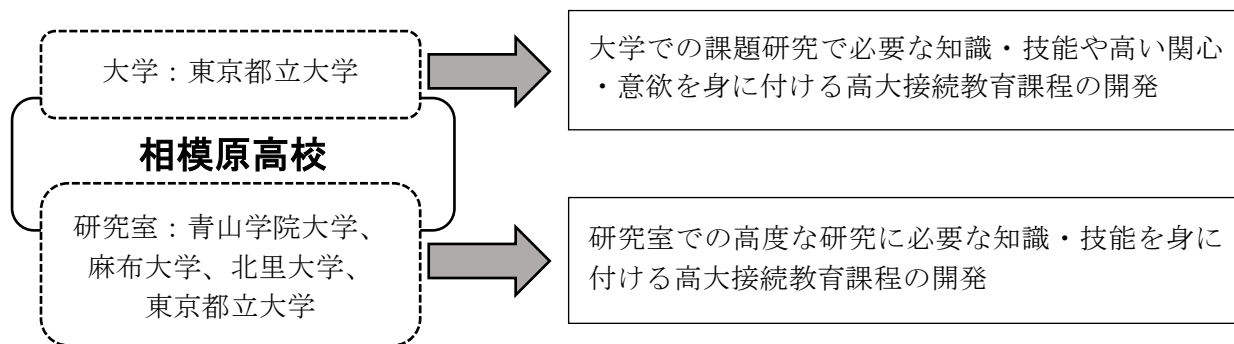 大学：東京都立大学
大学での課題研究で必要な知識・技能や高い関心
・意欲を身に付ける高大接続教育課程の開発
相模原高校
研究室：青山学院大学、
麻布大学、北里大学、
東京都立大学
研究室での高度な研究に必要な知識・技能を身に
付ける高大接続教育課程の開発